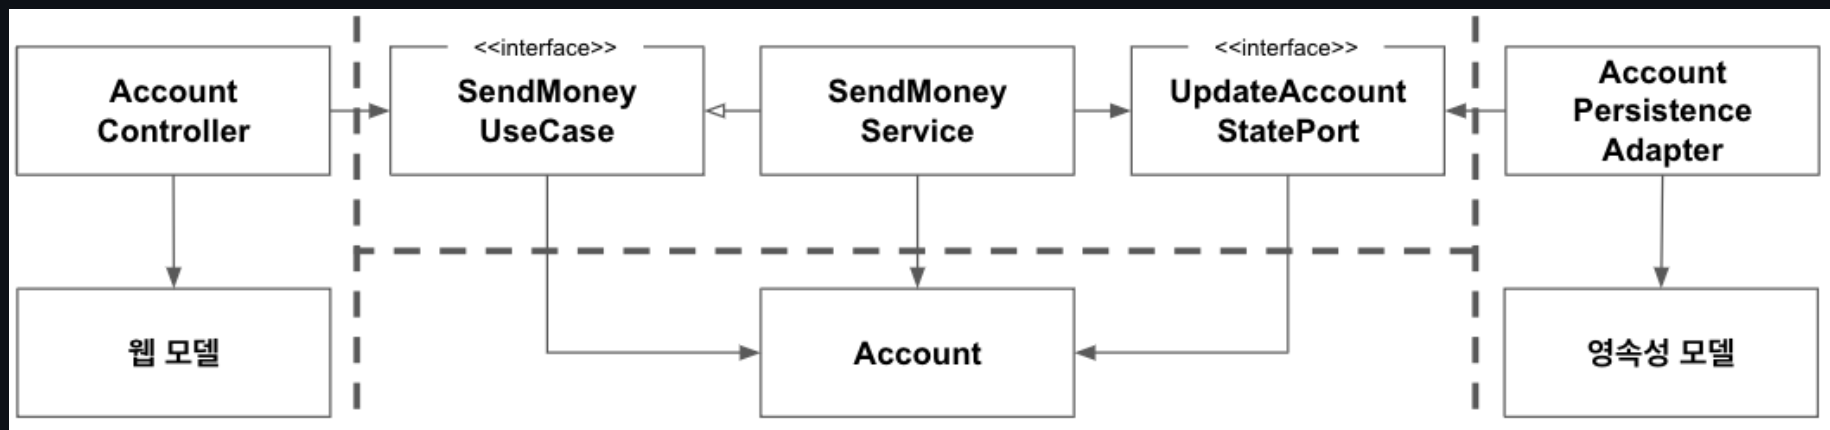 Account
Controller
<<interface>>
SendMoney
UseCase
SendMoney
Service
<<interface>>
UpdateAccount
StatePort
Account
Persistence
Adapter
웹 모델
Account
영속성 모델